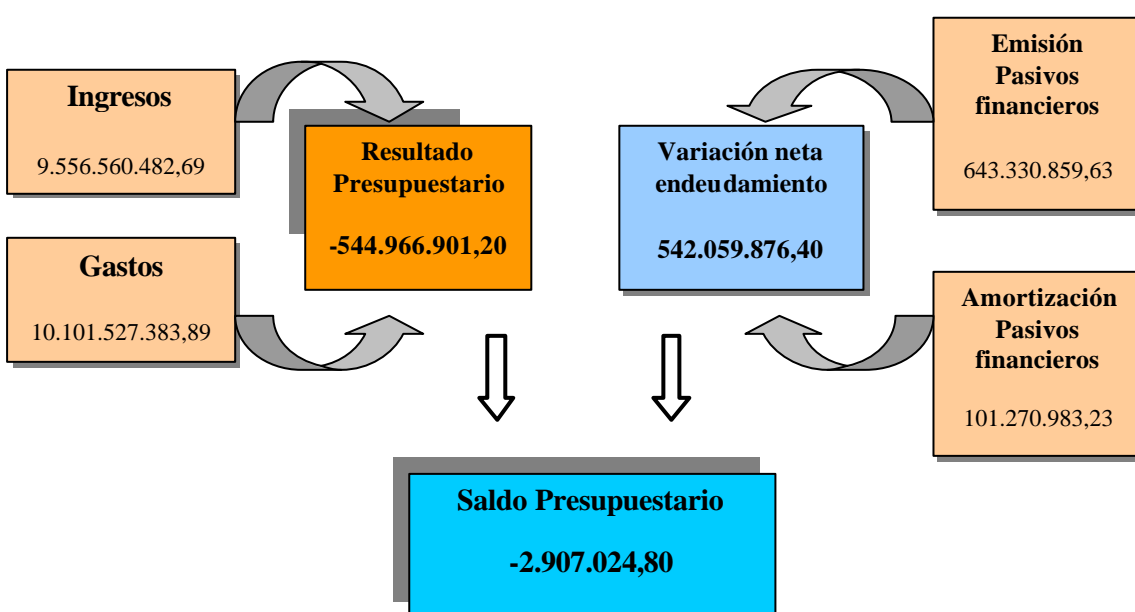 Ingresos
9.556.560.482,69
Gastos
10.101.527.383,89
Resultado
Presupuestario
-544.966.901,20
Variación neta
endeudamiento
542.059.876,40
Emisión
Pasivos
financieros
643.330.859,63
Amortización
Pasivos
financieros
101.270.983,23
Saldo Presupuestario
-2.907.024,80